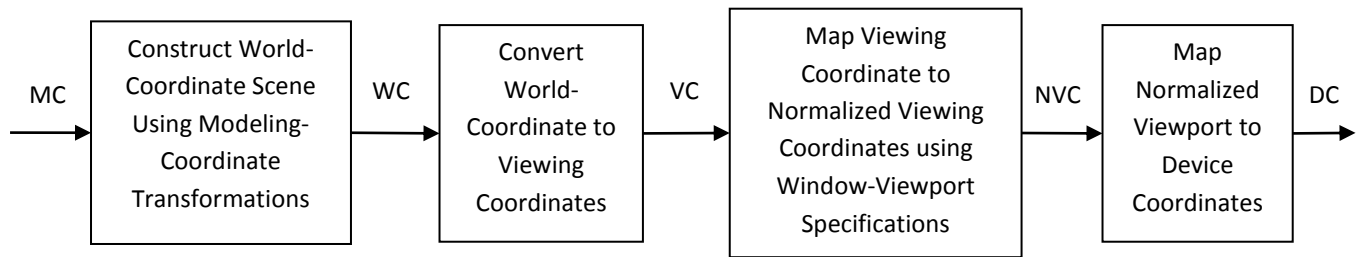 MC
Construct World-
Coordinate Scene
Using Modeling-
Coordinate
Transformations
WC
Convert
World-
Coordinate to
Viewing
Coordinates
VC
Map Viewing
Coordinate to
Normalized Viewing
Coordinates using
Window-Viewport
Specifications
NVC
Map
Normalized
Viewport to
Device
Coordinates
DC